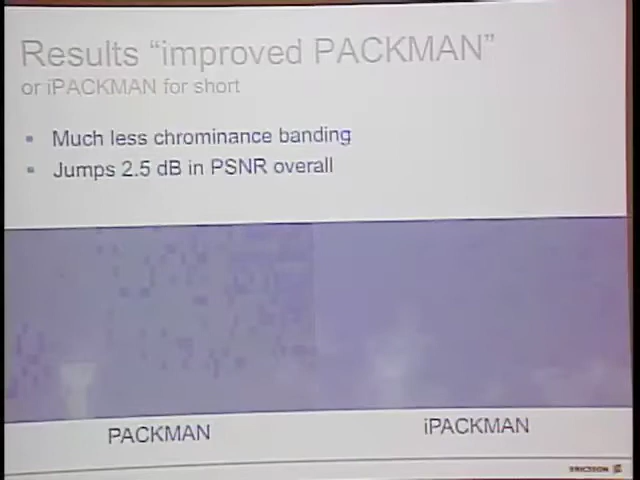 Results "improved PACKMAN"
or iPACKMAN for short
▪ Much less chrominance banding
▪ Jumps 2.5 dB in PSNR overall
PACKMAN
iPACKMAN
ERICSSON